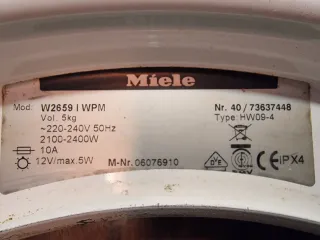 Miele
Mod: W2659 I WPM
Vol. 5kg
~220-240V 50Hz
2100-2400W
10A
12V/max.5W
M-Nr. 06076910
Nr. 40 / 73637448
Type: HW09-4
IPX4